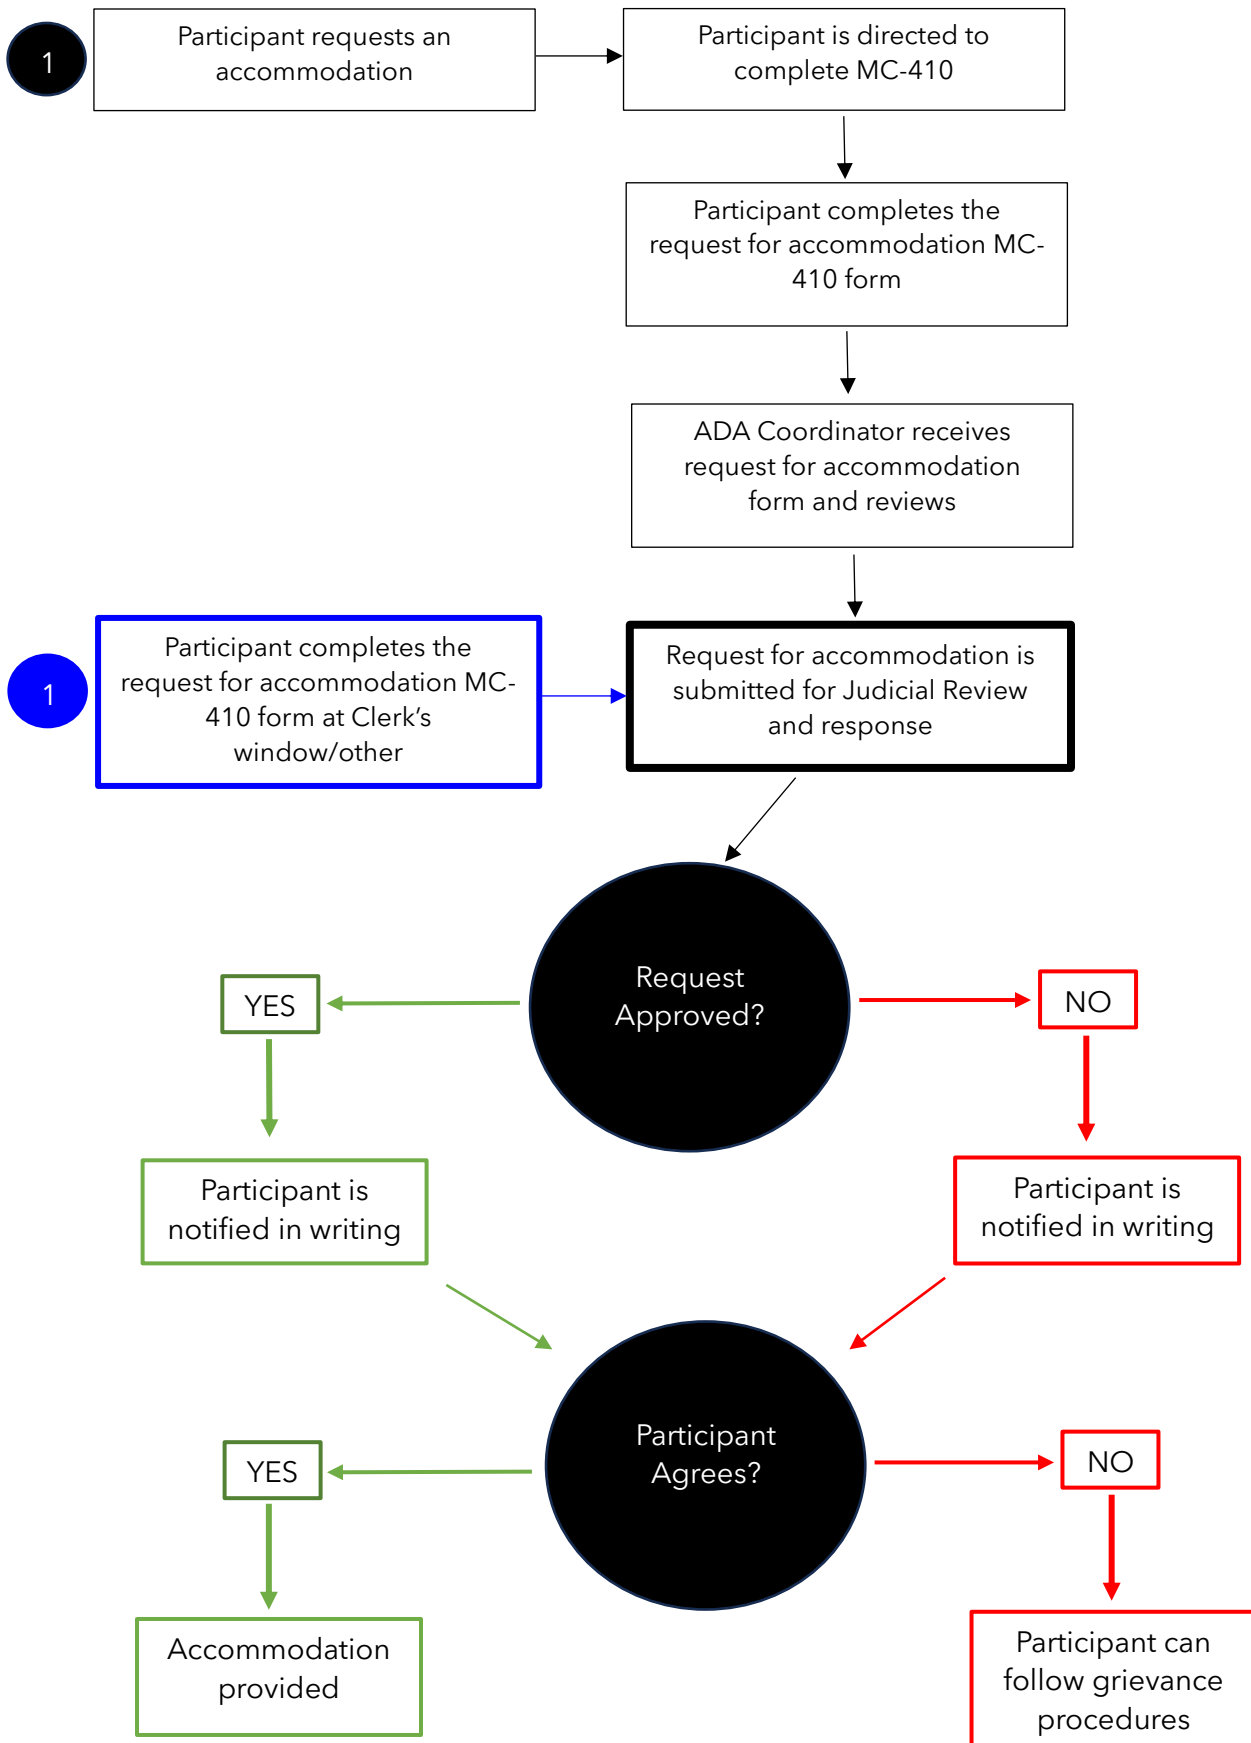 1
Participant requests an
accommodation
Participant is directed to
complete MC-410
Participant completes the
request for accommodation MC-
410 form
ADA Coordinator receives
request for accommodation
form and reviews
1
Participant completes the
request for accommodation MC-
410 form at Clerk’s
window/other
Request for accommodation is
submitted for Judicial Review
and response
Request
Approved?
YES
NO
Participant is
notified in writing
Participant is
notified in writing
Participant
Agrees?
YES
NO
Accommodation
provided
Participant can
follow grievance
procedures